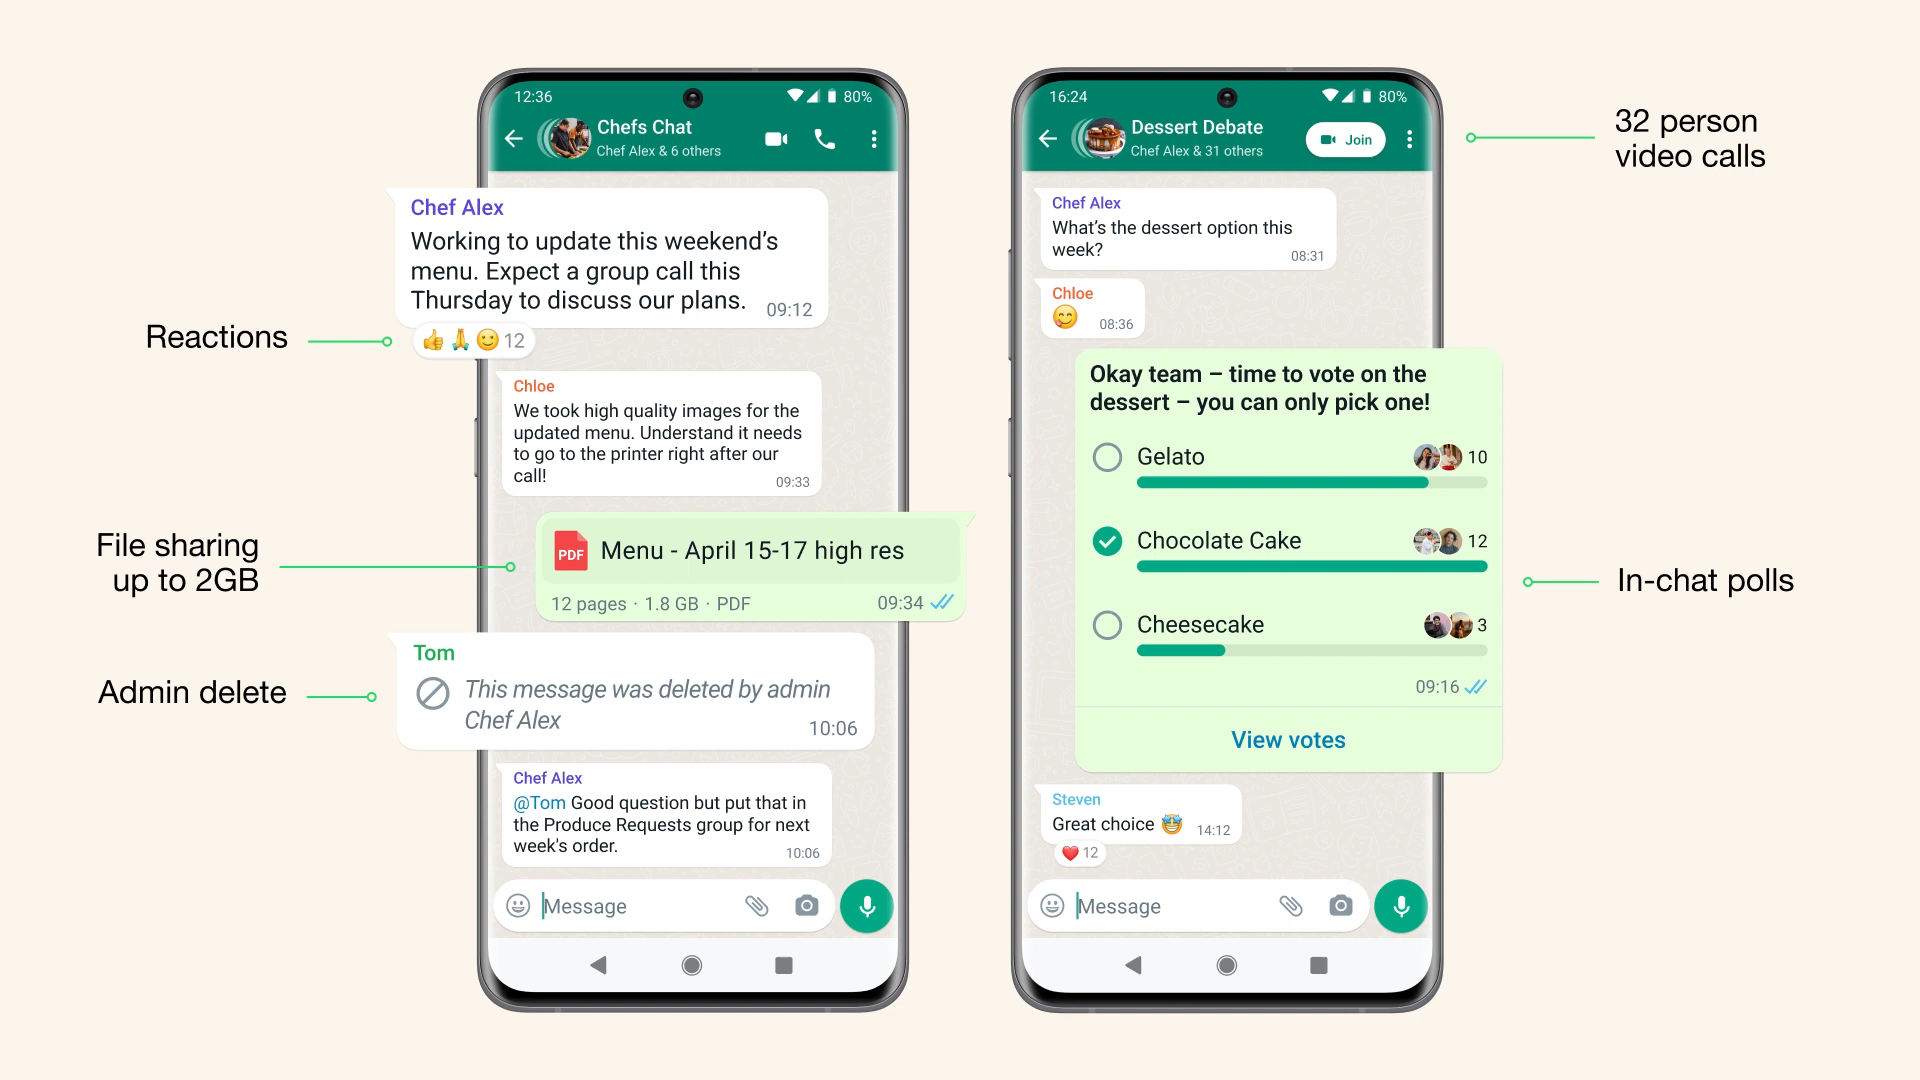 12:36
80%
Chefs Chat
Chef Alex & 6 others
Chef Alex
Working to update this weekend’s
menu. Expect a group call this
Thursday to discuss our plans.
09:12
12
Reactions
Chloe
We took high quality images for the
updated menu. Understand it needs
to go to the printer right after our
call!
09:33
File sharing
up to 2GB
PDF
Menu - April 15-17 high res
12 pages · 1.8 GB · PDF
09:34
Admin delete
Tom
This message was deleted by admin
Chef Alex
10:06
Chef Alex
@Tom Good question but put that in
the Produce Requests group for next
week's order.
10:06
Message
16:24
80%
Dessert Debate
Chef Alex & 31 others
Join
32 person
video calls
Chef Alex
What’s the dessert option this
week?
08:31
Chloe
08:36
Okay team – time to vote on the
dessert – you can only pick one!
Gelato
10
Chocolate Cake
12
Cheesecake
3
09:16
View votes
In-chat polls
Steven
Great choice
14:12
12
Message